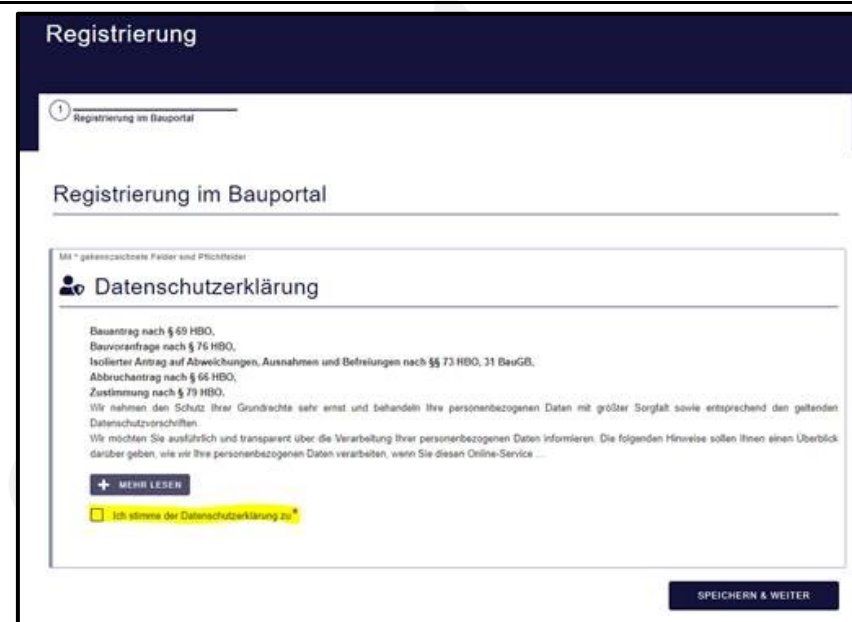 Registrierung
1
Registrierung im Bauportal
Registrierung im Bauportal
Mit * gekennzeichnete Felder sind Pflichtfelder
Datenschutzerklärung
Bauantrag nach § 69 HBO,
Bauvoranfrage nach § 76 HBO,
Isolierter Antrag auf Abweichungen, Ausnahmen und Befreiungen nach §§ 73 HBO, 31 BauGB,
Abbruchantrag nach § 66 HBO,
Zustimmung nach § 79 HBO.
Wir nehmen den Schutz Ihrer Grundrechte sehr ernst und behandeln Ihre personenbezogenen Daten mit größter Sorgfalt sowie entsprechend den geltenden
Datenschutzvorschriften.
Wir möchten Sie ausführlich und transparent über die Verarbeitung Ihrer personenbezogenen Daten informieren. Die folgenden Hinweise sollen Ihnen einen Überblick
darüber geben, wie wir Ihre personenbezogenen Daten verarbeiten, wenn Sie diesen Online-Service ...
+ MEHR LESEN
Ich stimme der Datenschutzerklärung zu*
SPEICHERN & WEITER